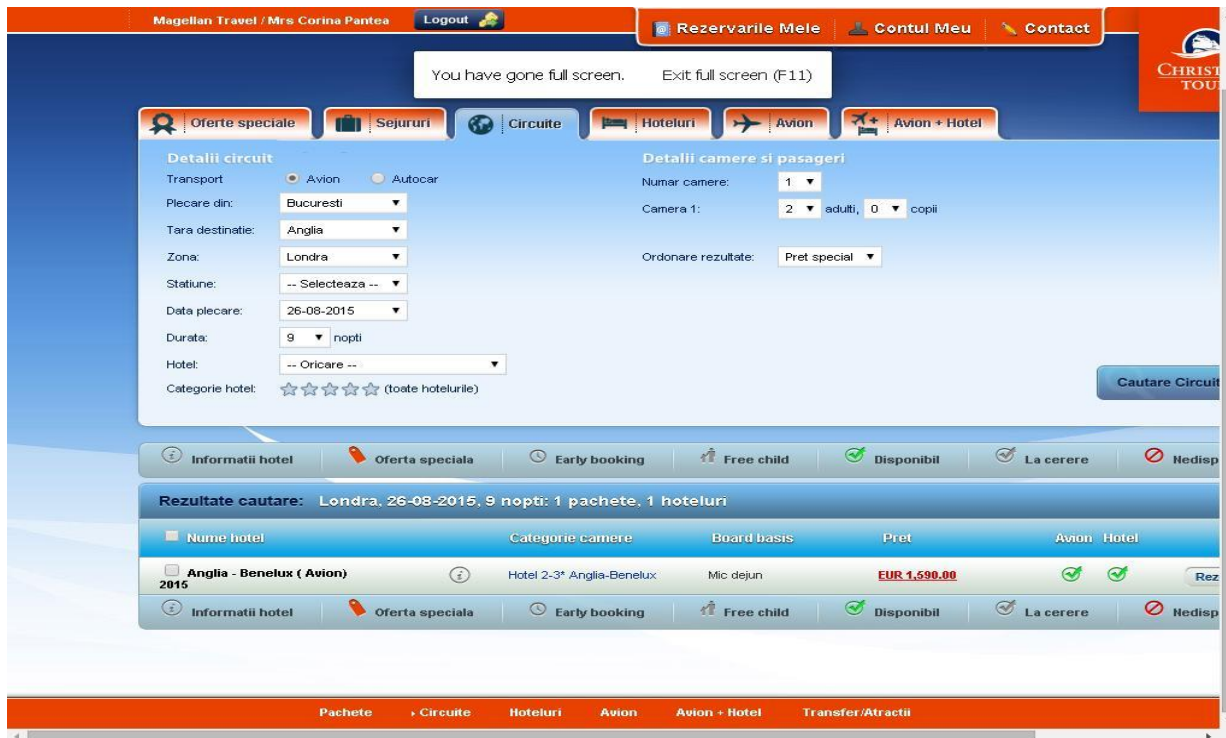 Magellan Travel / Mrs Corina Pantea
Logout
Rezervarile Mele
Contul Meu
Contact
CHRIST
TOU
You have gone full screen. Exit full screen (F11)
Oferte speciale
Sejururi
Circuite
Hoteluri
Avion
Avion + Hotel
Detalii circuit
Transport Avion Autocar
Plecare din: Bucuresti
Tara destinatie: Anglia
Zona: Londra
Statiune: -- Selecteaza --
Data plecare: 26-08-2015
Durata: 9 nopti
Hotel: -- Oricare --
Categorie hotel: (toate hotelurile)
Detalii camere si pasageri
Numar camere: 1
Camera 1: 2 adulti, 0 copii
Ordonare rezultate: Pret special
Cautare Circuit
Informatii hotel Oferta speciala Early booking Free child Disponibil La cerere Nedisp
Rezultate cautare: Londra, 26-08-2015, 9 nopti: 1 pachete, 1 hoteluri
Nume hotel Categorie camere Board basis Pret Avion Hotel
Anglia - Benelux ( Avion) Hotel 2-3* Anglia-Benelux Mic dejun EUR 1,590.00 Rez
2015
Informatii hotel Oferta speciala Early booking Free child Disponibil La cerere Nedisp
Pachete Circuite Hoteluri Avion Avion + Hotel Transfer/Atractii